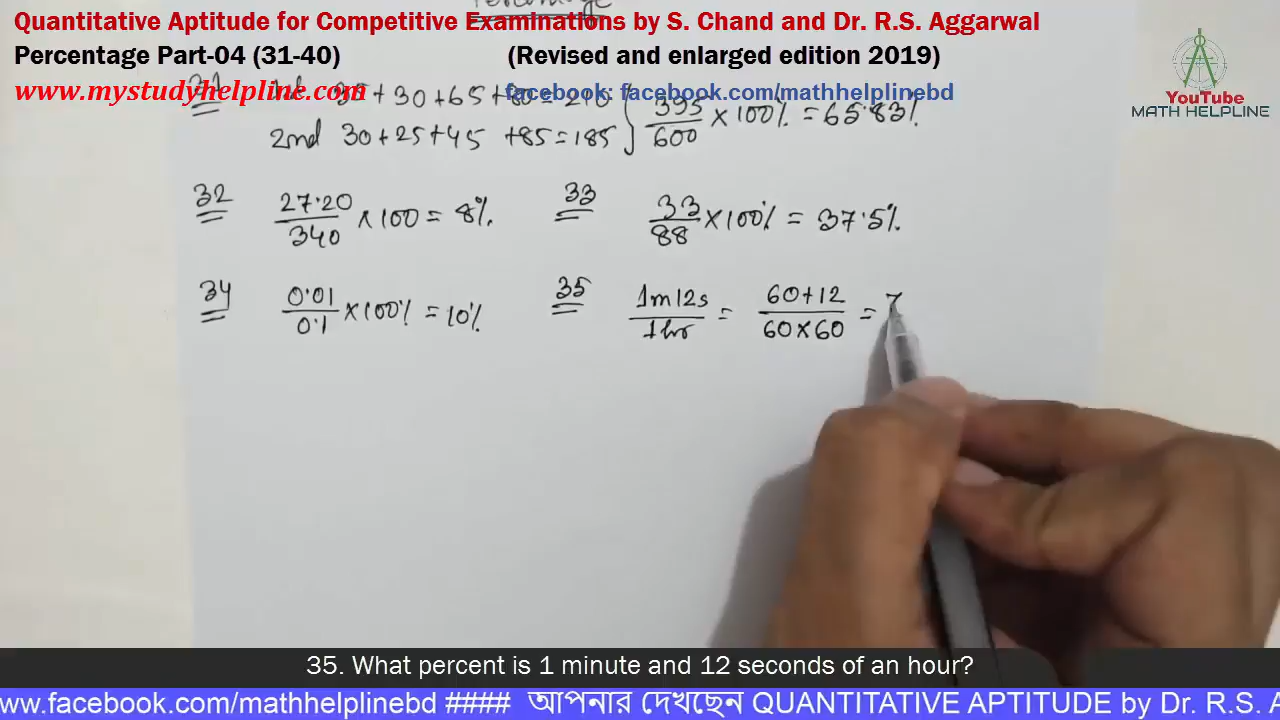 Percentage
Quantitative Aptitude for Competitive Examinations by S. Chand and Dr. R.S. Aggarwal
Percentage Part-04 (31-40) (Revised and enlarged edition 2019)
www.mystudyhelpline.com facebook: facebook.com/mathhelplinebd
+ 30 + 65 + 80 = 210 } 395/600 × 100% = 65.83%
2nd 30 + 25 + 45 + 85 = 185
YouTube
MATH HELPLINE
32 27.20/340 × 100 = 8% 33 33/88 × 100% = 37.5%
34 0.01/0.1 × 100% = 10% 35 1m12s/1hr = 60+12/60×60 =
35. What percent is 1 minute and 12 seconds of an hour?
ww.facebook.com/mathhelplinebd #### আপনার দেখছেন QUANTITATIVE APTITUDE by Dr. R.S. A